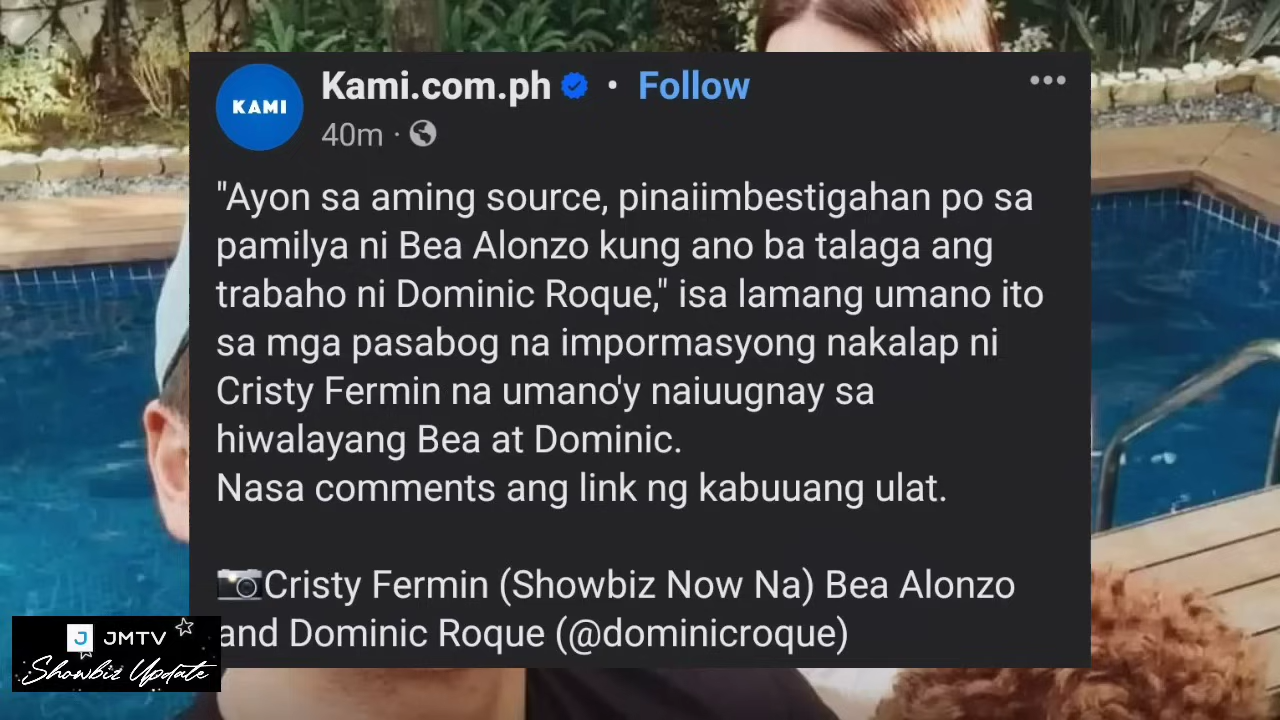 KAMI
Kami.com.ph • Follow
40m ·
"Ayon sa aming source, pinaiimbestigahan po sa
pamilya ni Bea Alonzo kung ano ba talaga ang
trabaho ni Dominic Roque," isa lamang umano ito
sa mga pasabog na impormasyong nakalap ni
Cristy Fermin na umano'y naiuugnay sa
hiwalayang Bea at Dominic.
Nasa comments ang link ng kabuuang ulat.
📷Cristy Fermin (Showbiz Now Na) Bea Alonzo
and Dominic Roque (@dominicroque)
J JMTV
Showbiz Update